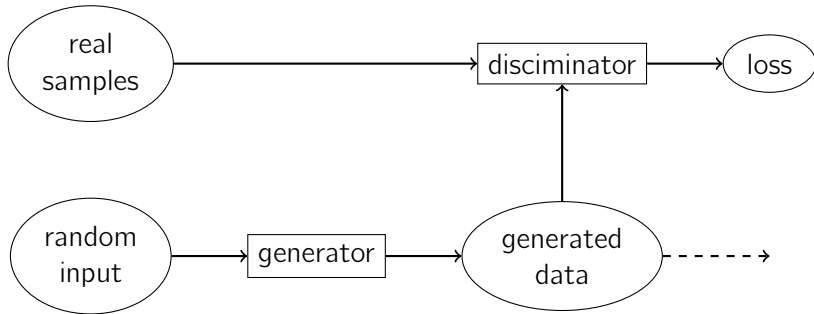 real
samples
disciminator
loss
random
input
generator
generated
data